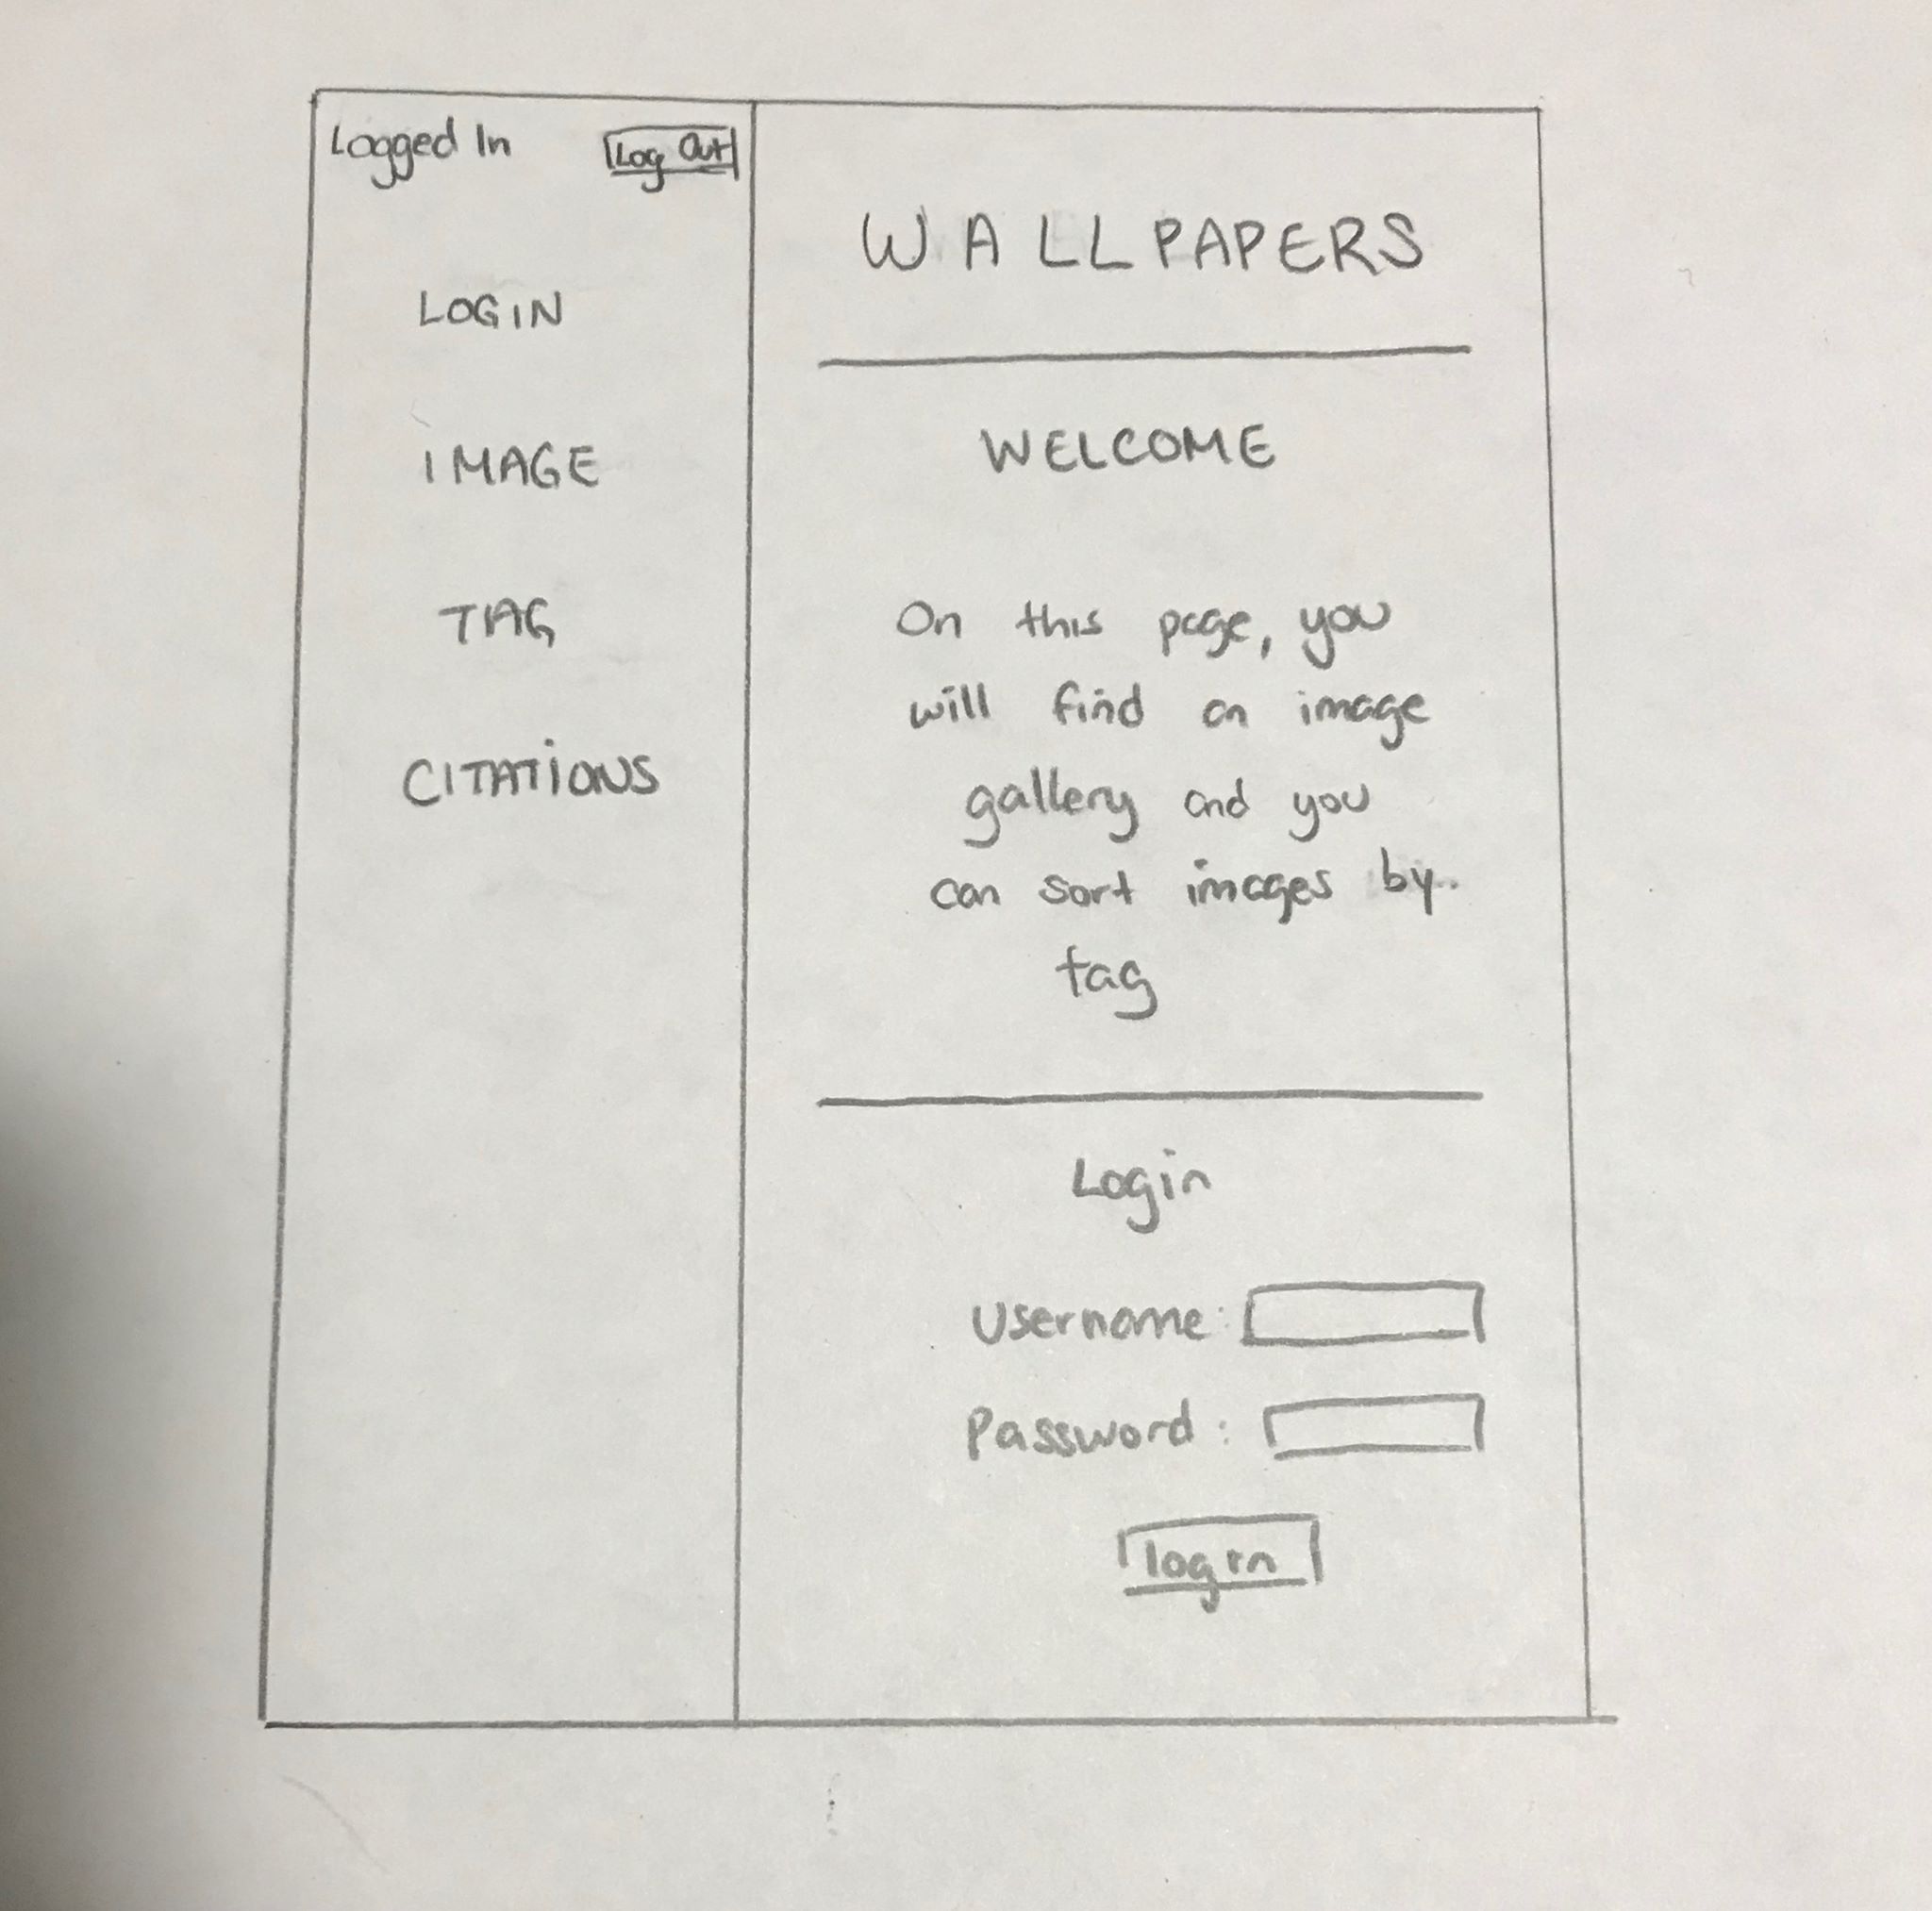 Logged In
Log Out
LOGIN
IMAGE
TAG
CITATIONS
WALLPAPERS
WELCOME
On this page, you
will find an image
gallery and you
can sort images by
tag
Login
Username:
Password:
login